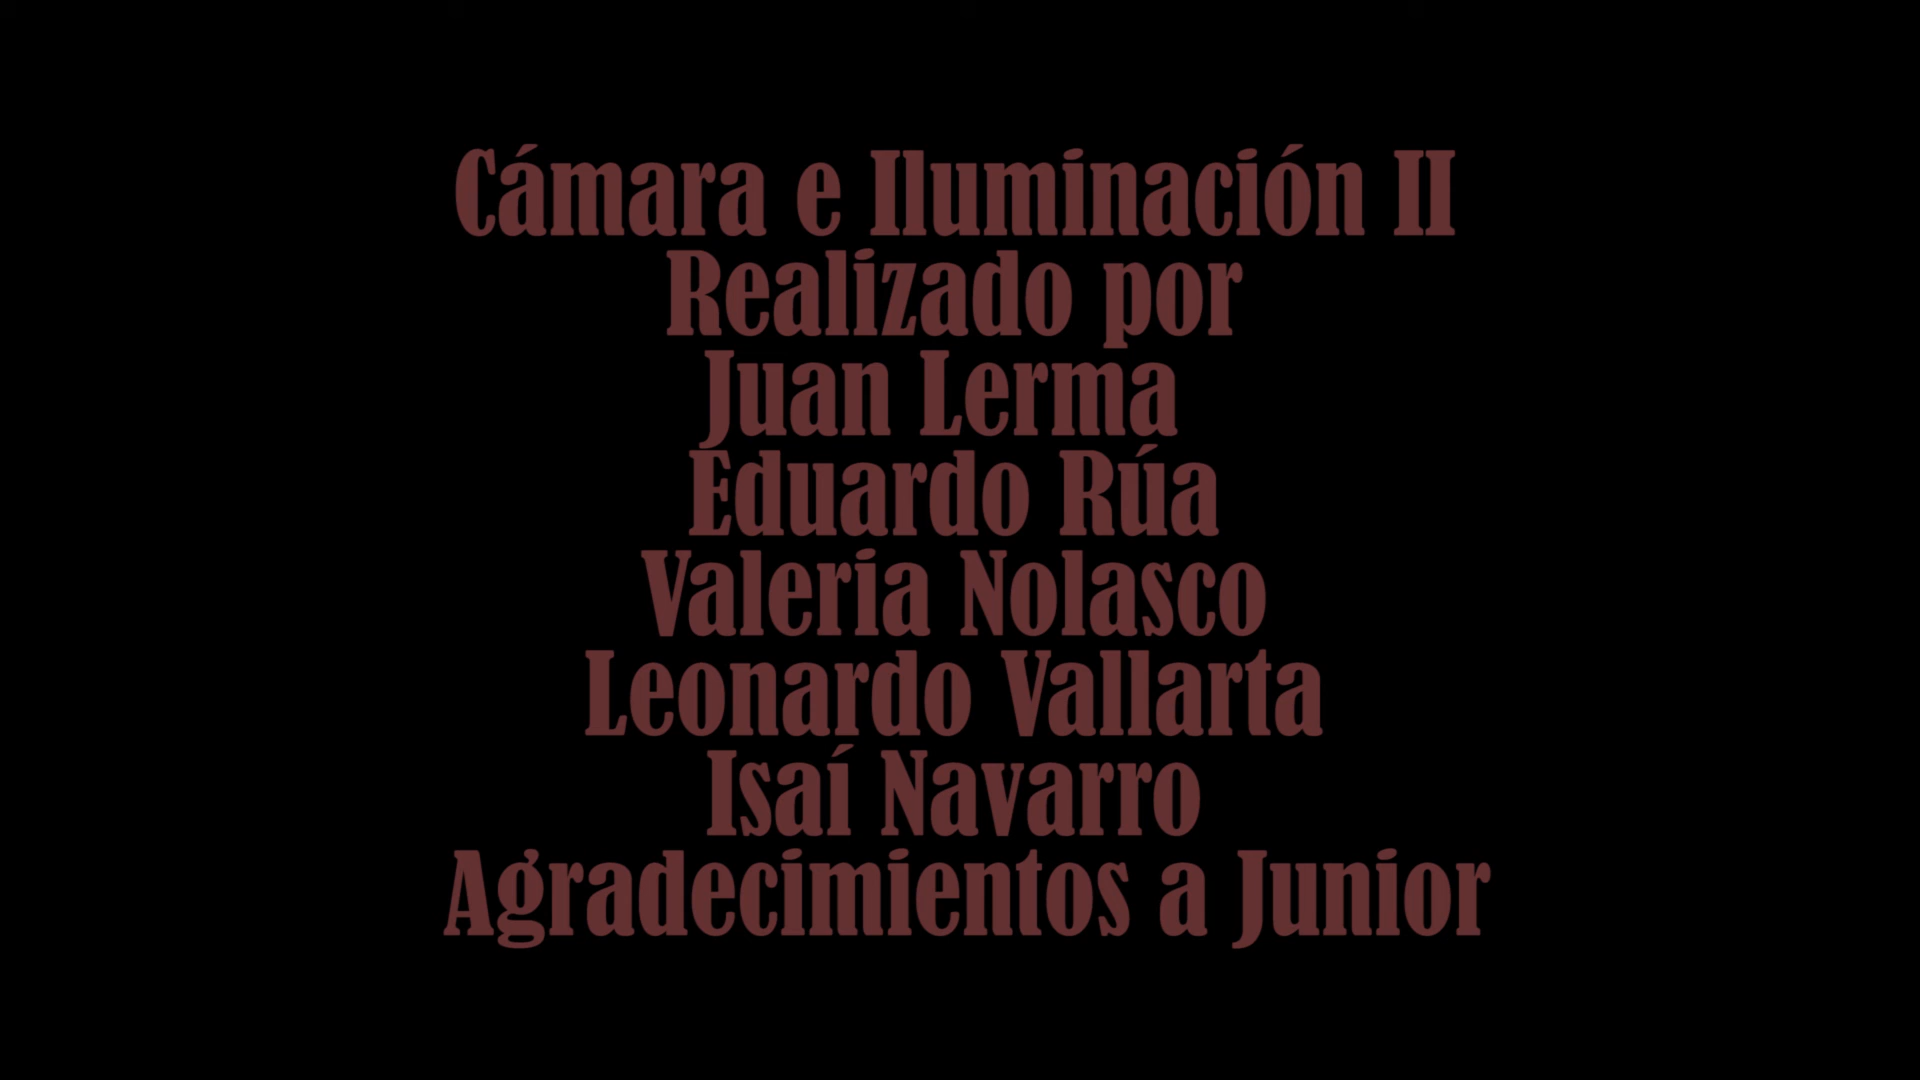 Cámara e Iluminación II
Realizado por
Juan Lerma
Eduardo Rúa
Valeria Nolasco
Leonardo Vallarta
Isaí Navarro
Agradecimientos a Junior